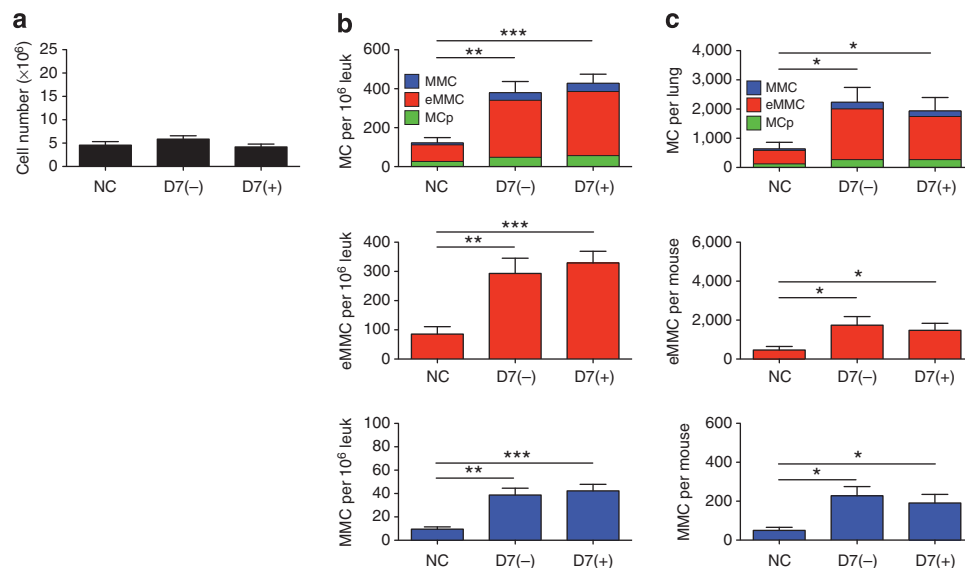 a
Cell number (×10⁶)
25
20
15
10
5
0
NC D7(–) D7(+)
b
MC per 10⁶ leuk
600
400
200
0
***
**
MMC
eMMC
MCp
NC D7(–) D7(+)
eMMC per 10⁶ leuk
400
300
200
100
0
***
**
NC D7(–) D7(+)
MMC per 10⁶ leuk
100
80
60
40
20
0
***
**
NC D7(–) D7(+)
c
MC per lung
4,000
3,000
2,000
1,000
0
*
*
MMC
eMMC
MCp
NC D7(–) D7(+)
eMMC per mouse
6,000
4,000
2,000
0
*
*
NC D7(–) D7(+)
MMC per mouse
600
400
200
0
*
*
NC D7(–) D7(+)